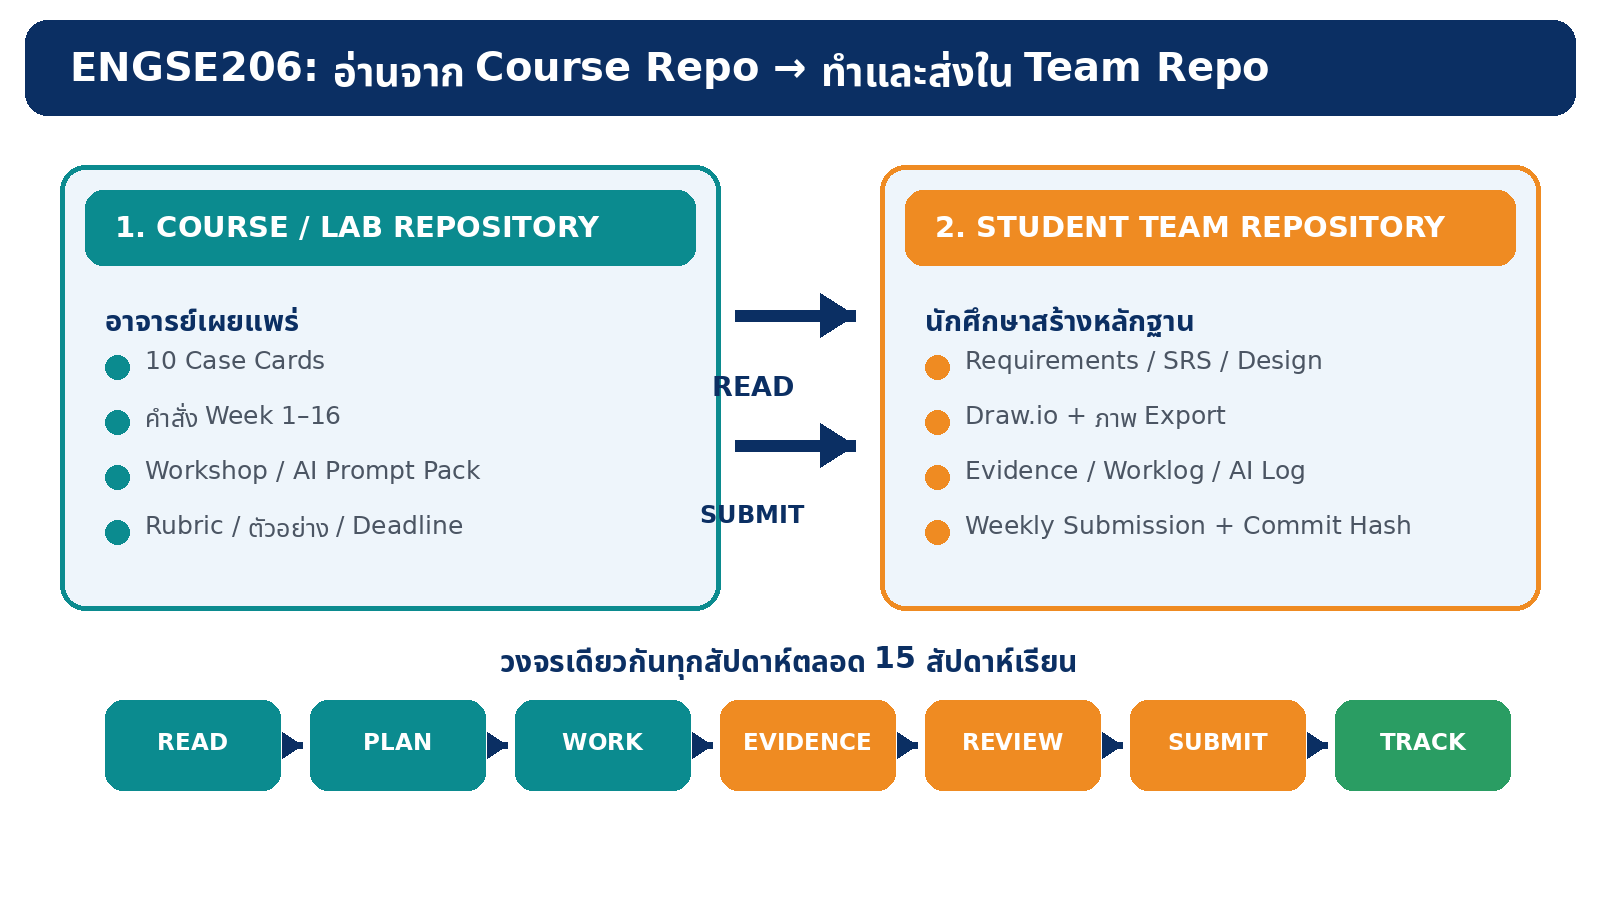 ENGSE206: อ่านจาก Course Repo → ทำและส่งใน Team Repo
1. COURSE / LAB REPOSITORY
อาจารย์เผยแพร่
10 Case Cards
คำสั่ง Week 1–16
Workshop / AI Prompt Pack
Rubric / ตัวอย่าง / Deadline
READ
SUBMIT
2. STUDENT TEAM REPOSITORY
นักศึกษาสร้างหลักฐาน
Requirements / SRS / Design
Draw.io + ภาพ Export
Evidence / Worklog / AI Log
Weekly Submission + Commit Hash
วงจรเดียวกันทุกสัปดาห์ตลอด 15 สัปดาห์เรียน
READ
PLAN
WORK
EVIDENCE
REVIEW
SUBMIT
TRACK